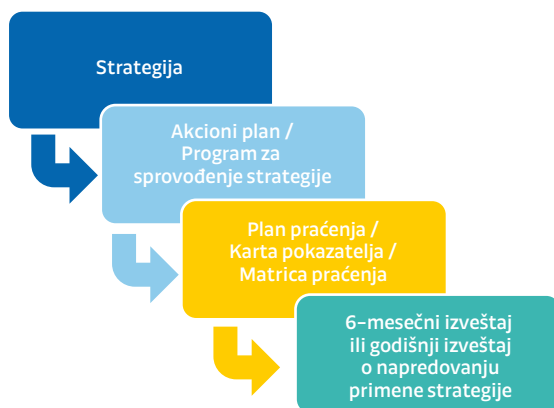 Strategija
Akcioni plan /
Program za
sprovođenje strategije
Plan praćenja /
Karta pokazatelja /
Matrica praćenja
6-mesečni izveštaj
ili godišnji izveštaj
o napredovanju
primene strategije